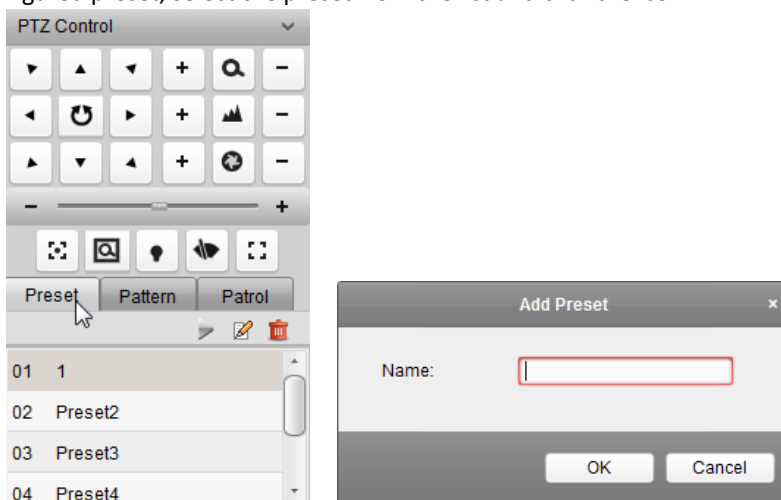 PTZ Control
Preset Pattern Patrol
01 1
02 Preset2
03 Preset3
04 Preset4
Add Preset ×
Name:
OK Cancel